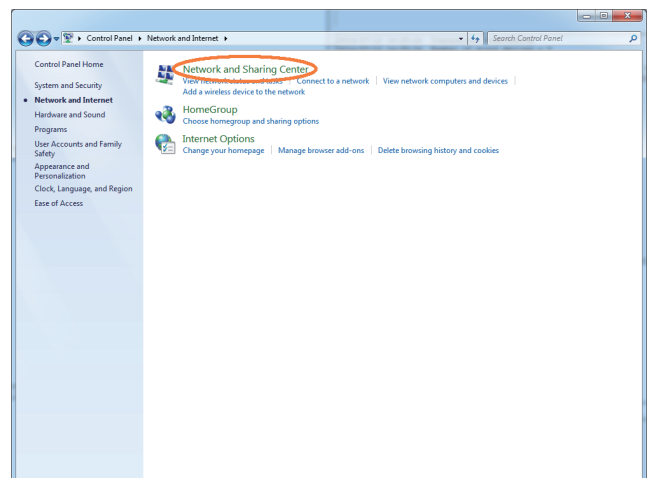 Control Panel ▸ Network and Internet ▸
Search Control Panel
Control Panel Home
System and Security
Network and Internet
Hardware and Sound
Programs
User Accounts and Family
Safety
Appearance and
Personalization
Clock, Language, and Region
Ease of Access
Network and Sharing Center
View network status and tasks | Connect to a network | View network computers and devices |
Add a wireless device to the network
HomeGroup
Choose homegroup and sharing options
Internet Options
Change your homepage | Manage browser add-ons | Delete browsing history and cookies